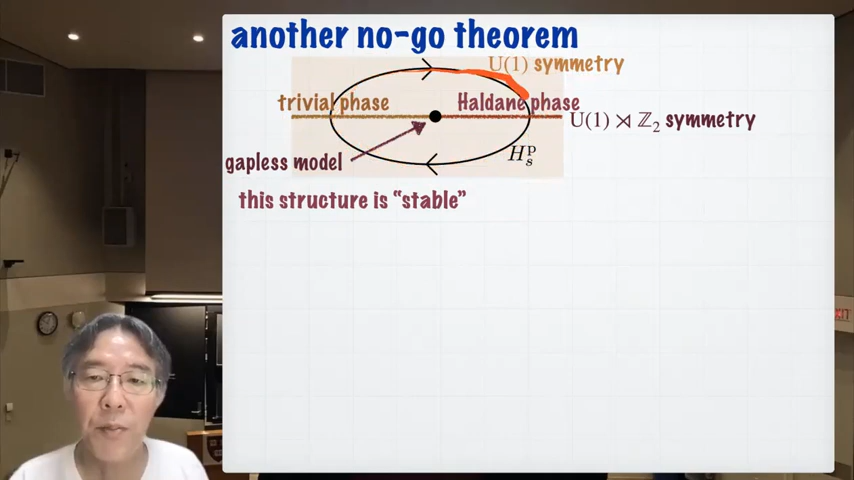 another no-go theorem
U(1) symmetry
trivial phase
Haldane phase
U(1) ⋊ ℤ₂ symmetry
gapless model
Hₛᵖ
this structure is “stable”